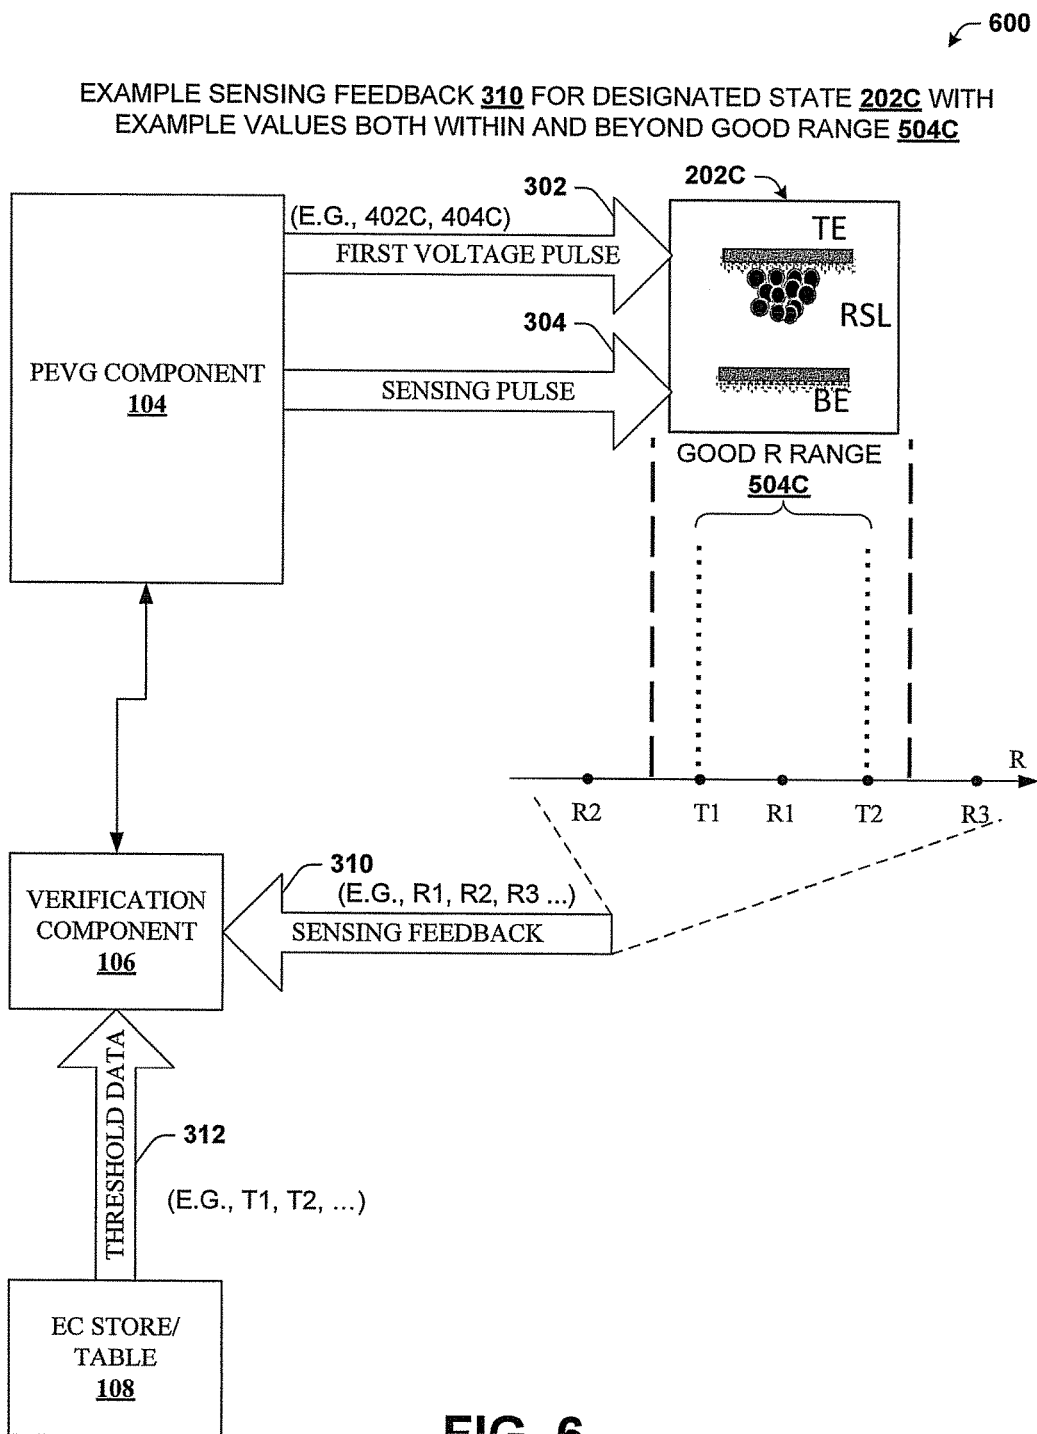 600
EXAMPLE SENSING FEEDBACK 310 FOR DESIGNATED STATE 202C WITH
EXAMPLE VALUES BOTH WITHIN AND BEYOND GOOD RANGE 504C
302
202C
(E.G., 402C, 404C)
FIRST VOLTAGE PULSE
TE
RSL
BE
304
SENSING PULSE
PEVG COMPONENT
104
GOOD R RANGE
504C
R
R2
T1
R1
T2
R3
310
(E.G., R1, R2, R3 ...)
SENSING FEEDBACK
VERIFICATION
COMPONENT
106
THRESHOLD DATA
312
(E.G., T1, T2, ...)
EC STORE/
TABLE
108
FIG. 6